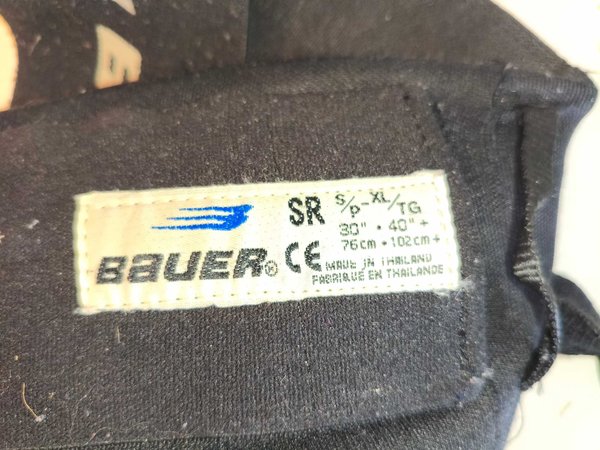 BAUER®
CE
SR
S/P-XL/TG
30" • 40"+
76cm • 102cm+
MADE IN THAILAND
FABRIQUE EN THAILANDE